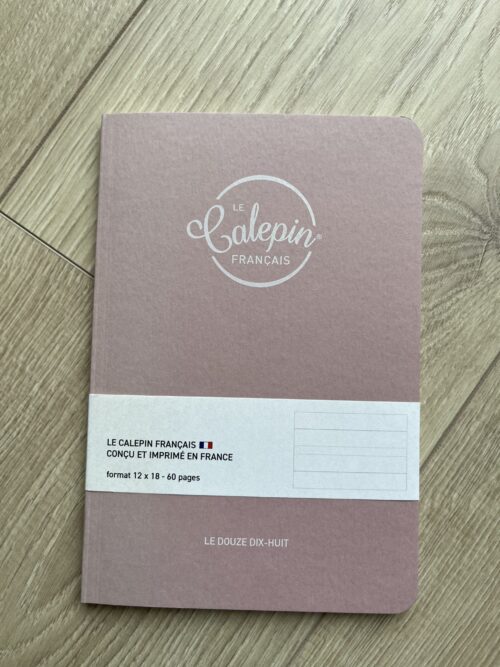 LE
Calepin®
FRANÇAIS
LE CALEPIN FRANÇAIS
CONÇU ET IMPRIMÉ EN FRANCE
format 12 x 18 - 60 pages
LE DOUZE DIX-HUIT